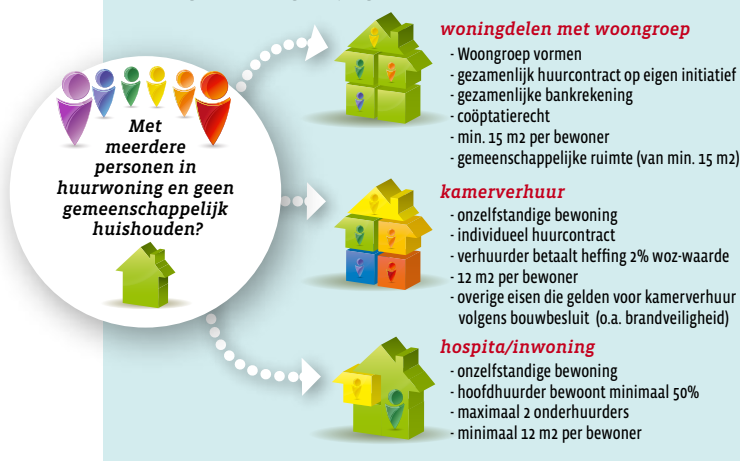 Met
meerdere
personen in
huurwoning en geen
gemeenschappelijk
huishouden?
woningdelen met woongroep
- Woongroep vormen
- gezamenlijk huurcontract op eigen initiatief
- gezamenlijke bankrekening
- coöptatierecht
- min. 15 m2 per bewoner
- gemeenschappelijke ruimte (van min. 15 m2)
kamerverhuur
- onzelfstandige bewoning
- individueel huurcontract
- verhuurder betaalt heffing 2% woz-waarde
- 12 m2 per bewoner
- overige eisen die gelden voor kamerverhuur
volgens bouwbesluit (o.a. brandveiligheid)
hospita/inwoning
- onzelfstandige bewoning
- hoofdhuurder bewoont minimaal 50%
- maximaal 2 onderhuurders
- minimaal 12 m2 per bewoner